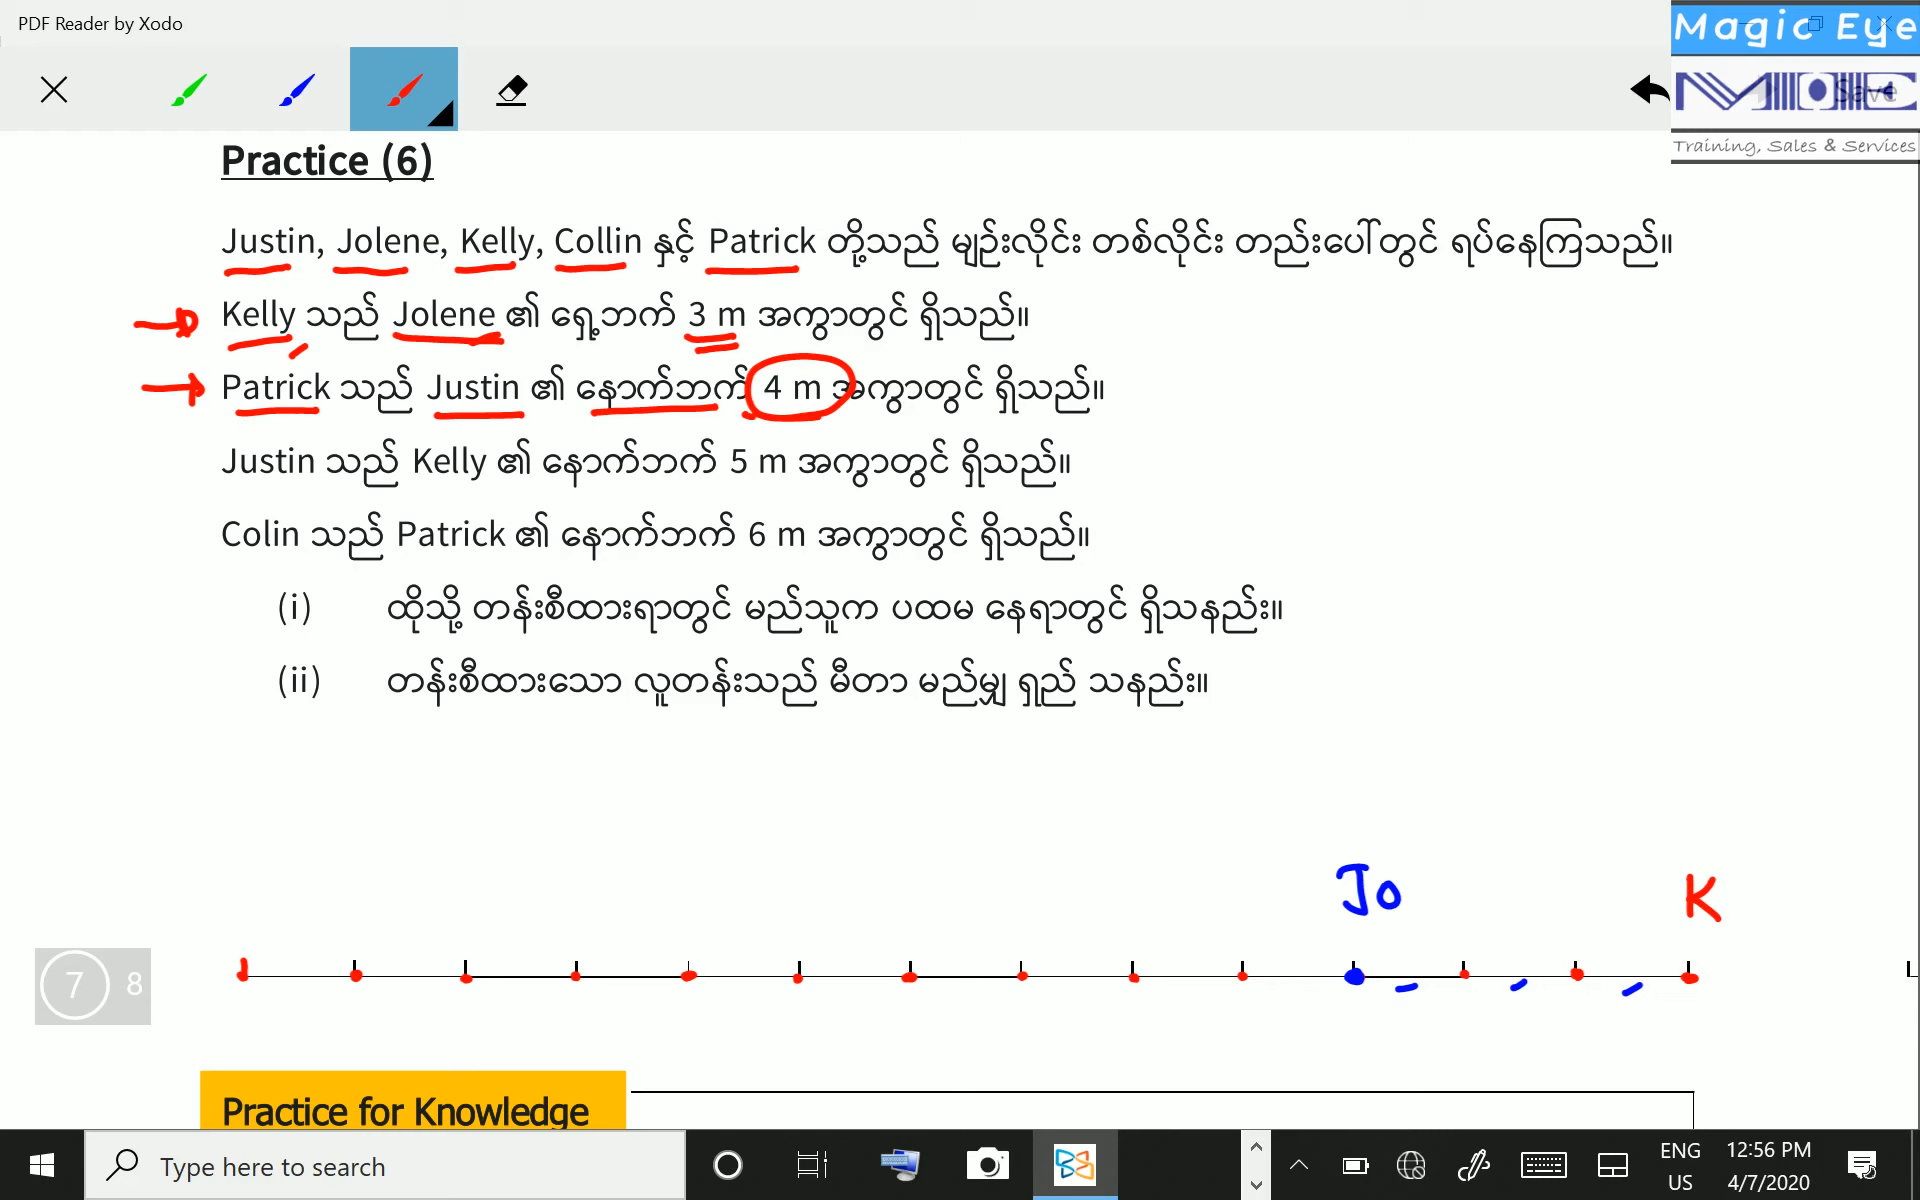 PDF Reader by Xodo
Magic Eye
Training, Sales & Services
Practice (6)
Justin, Jolene, Kelly, Collin နှင့် Patrick တို့သည် မျဉ်းလိုင်း တစ်လိုင်း တည်းပေါ်တွင် ရပ်နေကြသည်။
Kelly သည် Jolene ၏ ရှေ့ဘက် 3 m အကွာတွင် ရှိသည်။
Patrick သည် Justin ၏ နောက်ဘက် 4 m အကွာတွင် ရှိသည်။
Justin သည် Kelly ၏ နောက်ဘက် 5 m အကွာတွင် ရှိသည်။
Colin သည် Patrick ၏ နောက်ဘက် 6 m အကွာတွင် ရှိသည်။
(i) ထိုသို့ တန်းစီထားရာတွင် မည်သူက ပထမ နေရာတွင် ရှိသနည်း။
(ii) တန်းစီထားသော လူတန်းသည် မီတာ မည်မျှ ရှည် သနည်း။
Jo K
7 8
Practice for Knowledge
Type here to search
ENG
US
12:56 PM
4/7/2020